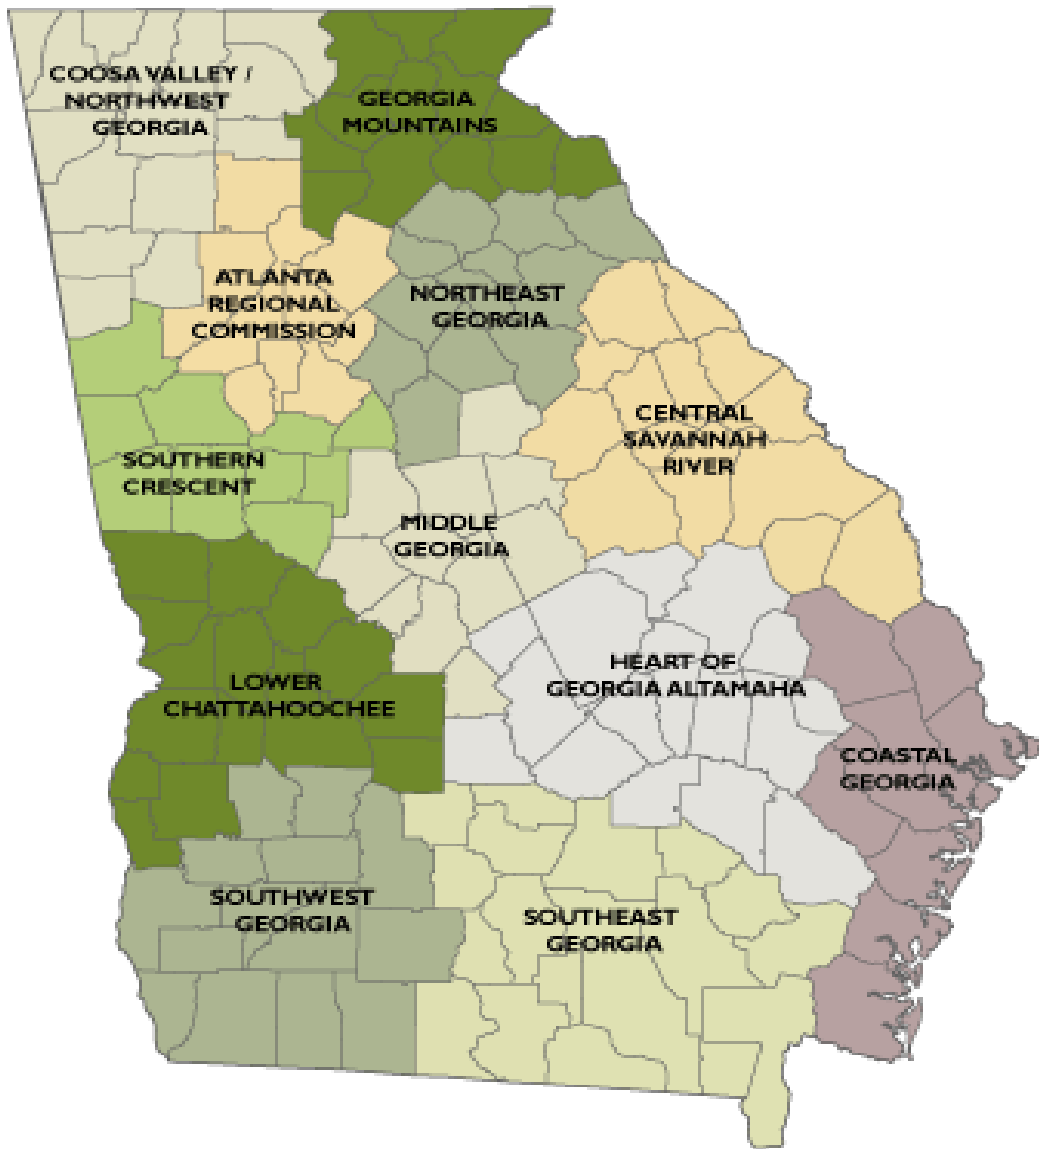 COOSA VALLEY /
NORTHWEST
GEORGIA
GEORGIA
MOUNTAINS
ATLANTA
REGIONAL
COMMISSION
NORTHEAST
GEORGIA
CENTRAL
SAVANNAH
RIVER
SOUTHERN
CRESCENT
MIDDLE
GEORGIA
HEART OF
GEORGIA ALTAMAHA
LOWER
CHATTAHOOCHEE
COASTAL
GEORGIA
SOUTHWEST
GEORGIA
SOUTHEAST
GEORGIA